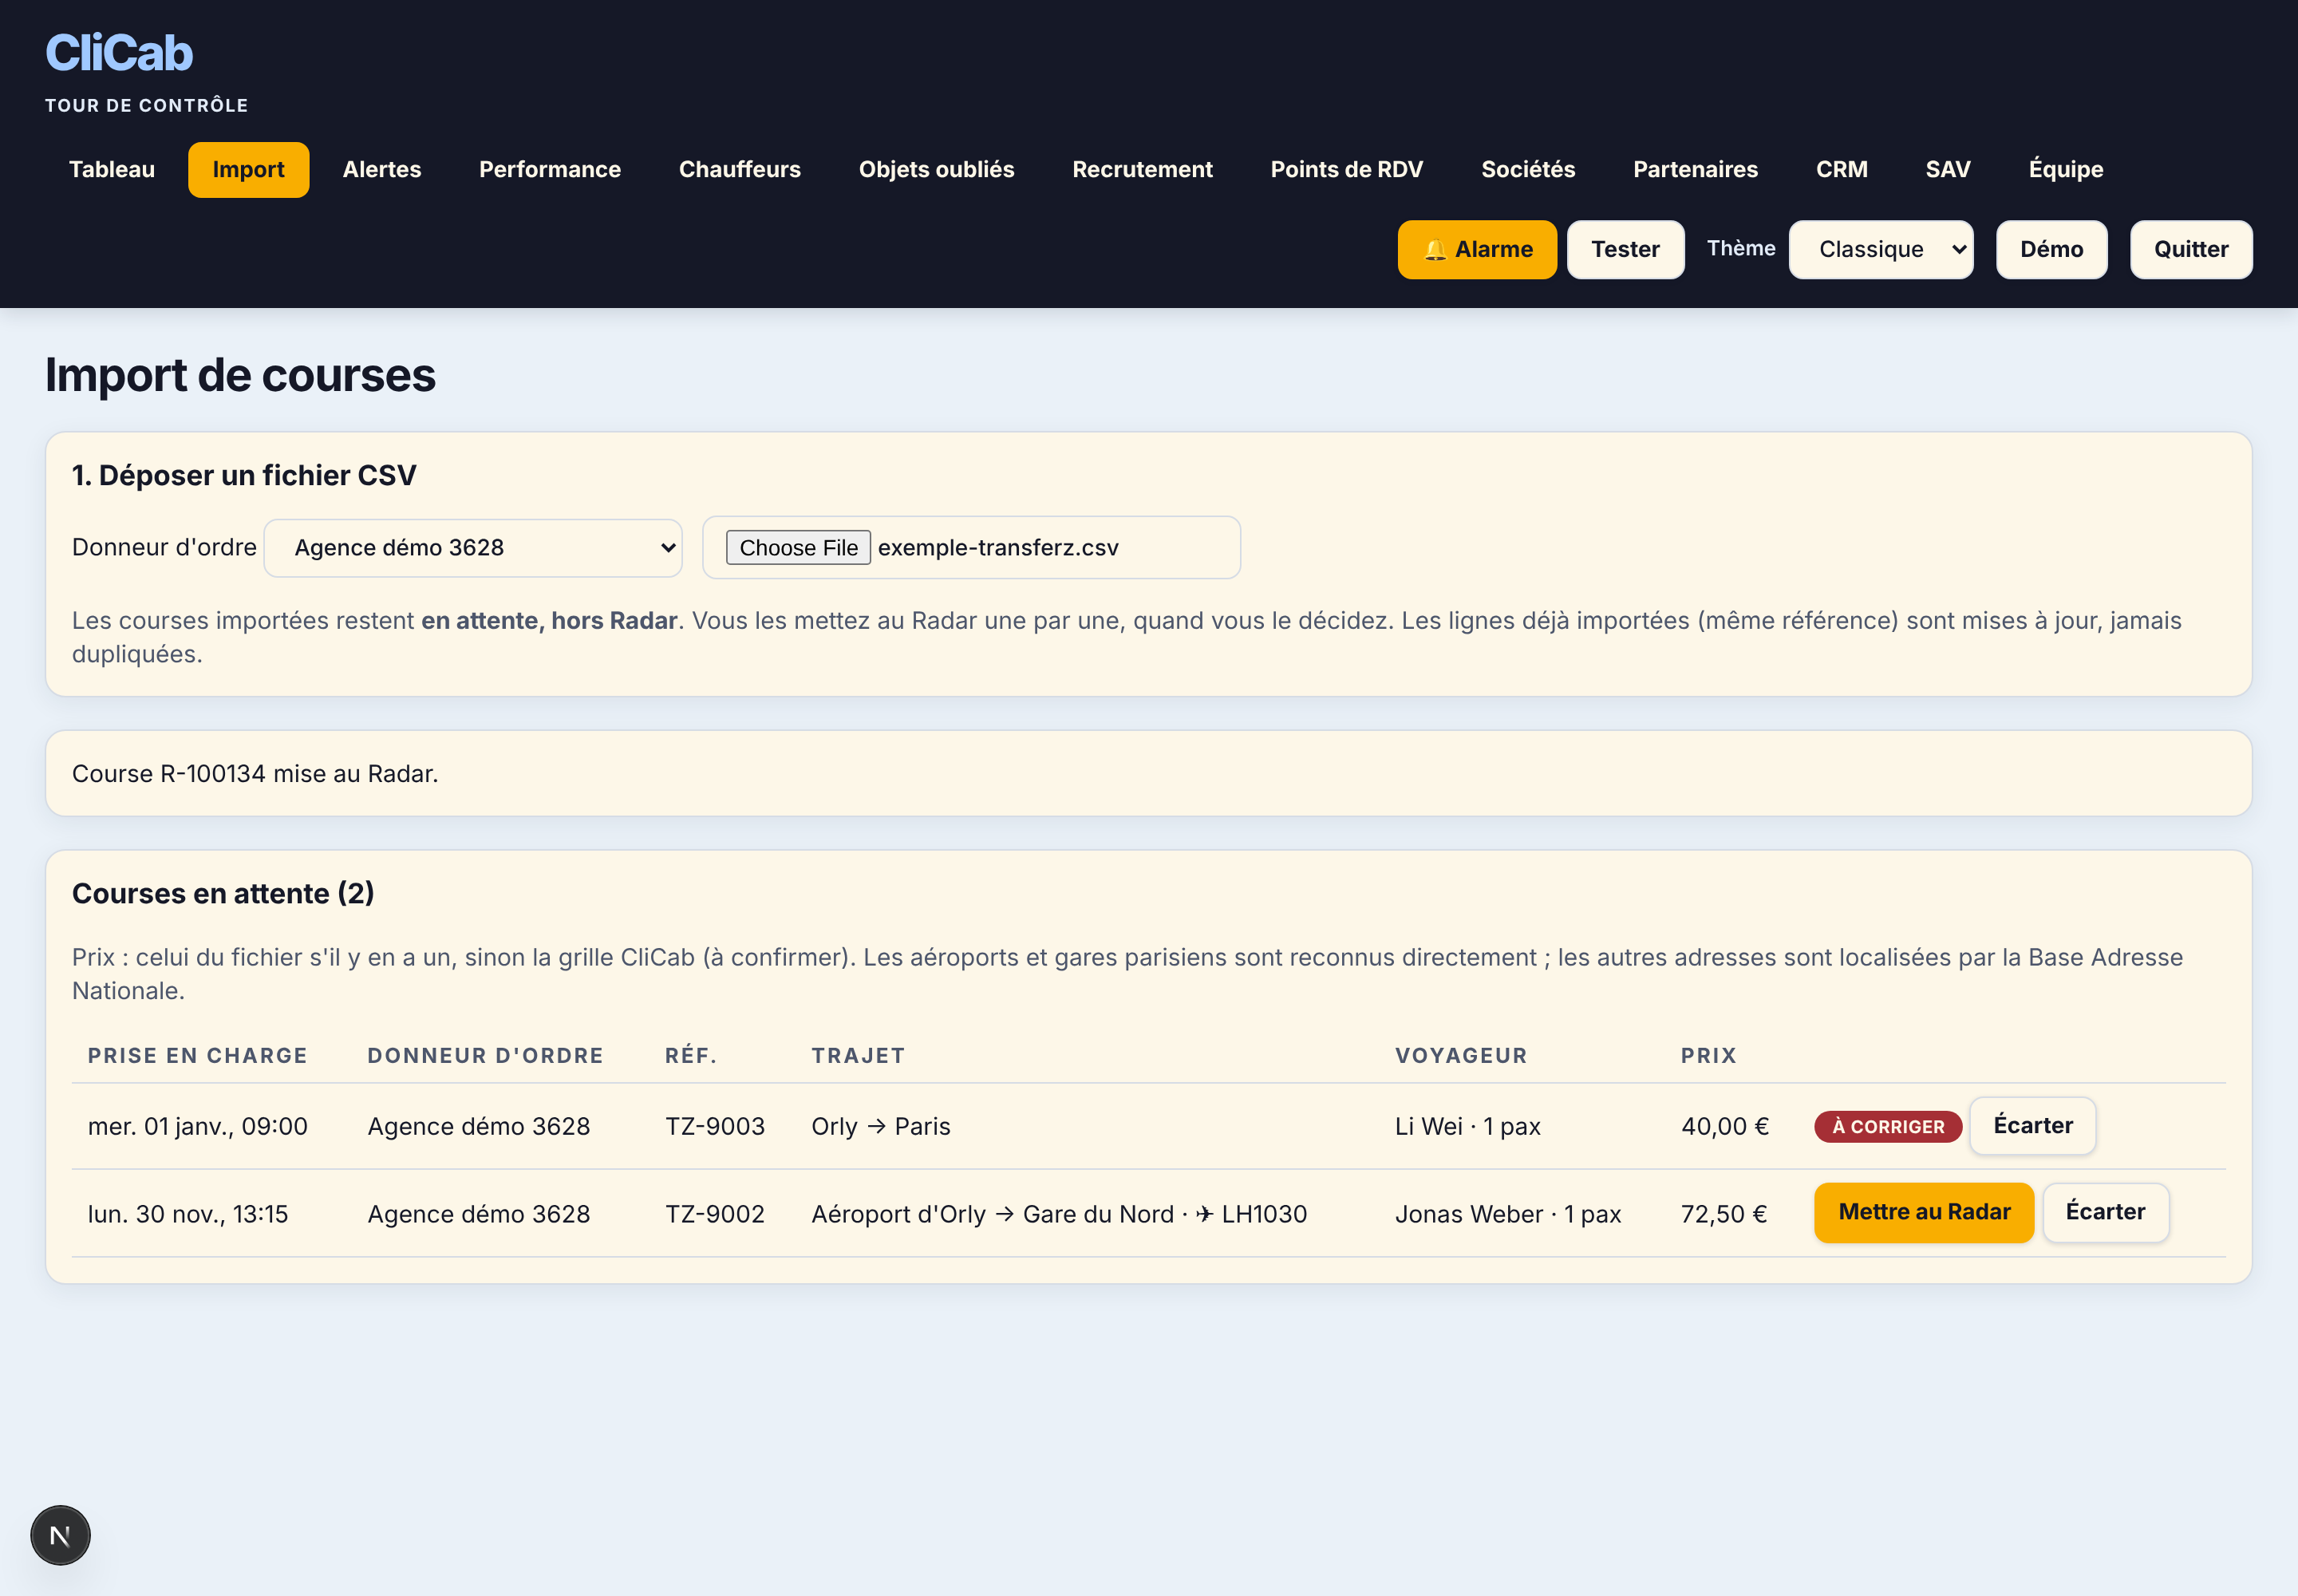 CliCab
TOUR DE CONTRÔLE
Tableau Import Alertes Performance Chauffeurs Objets oubliés Recrutement Points de RDV Sociétés Partenaires CRM SAV Équipe
🔔 Alarme Tester Thème Classique Démo Quitter
Import de courses
1. Déposer un fichier CSV
Donneur d'ordre Agence démo 3628 Choose File exemple-transferz.csv
Les courses importées restent en attente, hors Radar. Vous les mettez au Radar une par une, quand vous le décidez. Les lignes déjà importées (même référence) sont mises à jour, jamais
dupliquées.
Course R-100134 mise au Radar.
Courses en attente (2)
Prix : celui du fichier s'il y en a un, sinon la grille CliCab (à confirmer). Les aéroports et gares parisiens sont reconnus directement ; les autres adresses sont localisées par la Base Adresse
Nationale.
PRISE EN CHARGE DONNEUR D'ORDRE RÉF. TRAJET VOYAGEUR PRIX
mer. 01 janv., 09:00 Agence démo 3628 TZ-9003 Orly → Paris Li Wei · 1 pax 40,00 € À CORRIGER Écarter
lun. 30 nov., 13:15 Agence démo 3628 TZ-9002 Aéroport d'Orly → Gare du Nord · ✈ LH1030 Jonas Weber · 1 pax 72,50 € Mettre au Radar Écarter
N